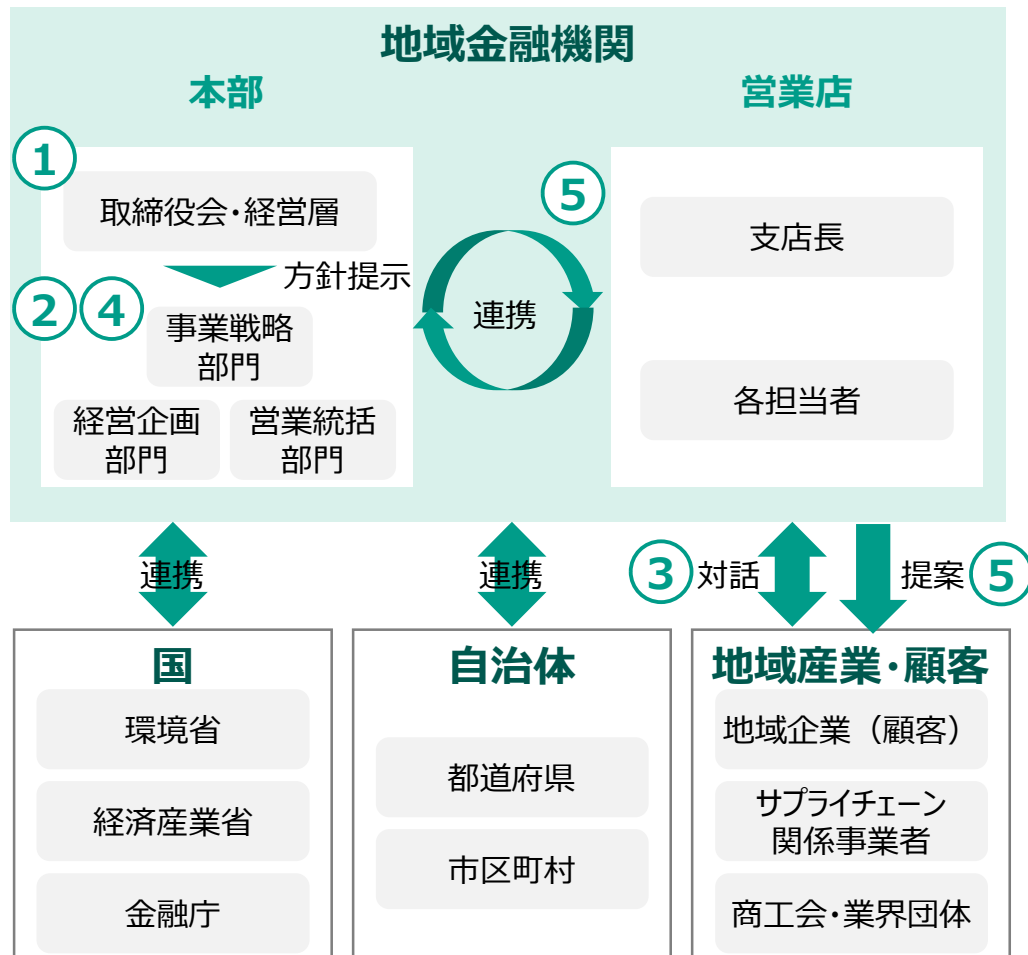 地域金融機関
本部
営業店
①
取締役会・経営層
方針提示
② ④
事業戦略
部門
経営企画
部門
営業統括
部門
連携
⑤
支店長
各担当者
連携
連携
③ 対話
提案 ⑤
国
環境省
経済産業省
金融庁
自治体
都道府県
市区町村
地域産業・顧客
地域企業（顧客）
サプライチェーン
関係事業者
商工会・業界団体